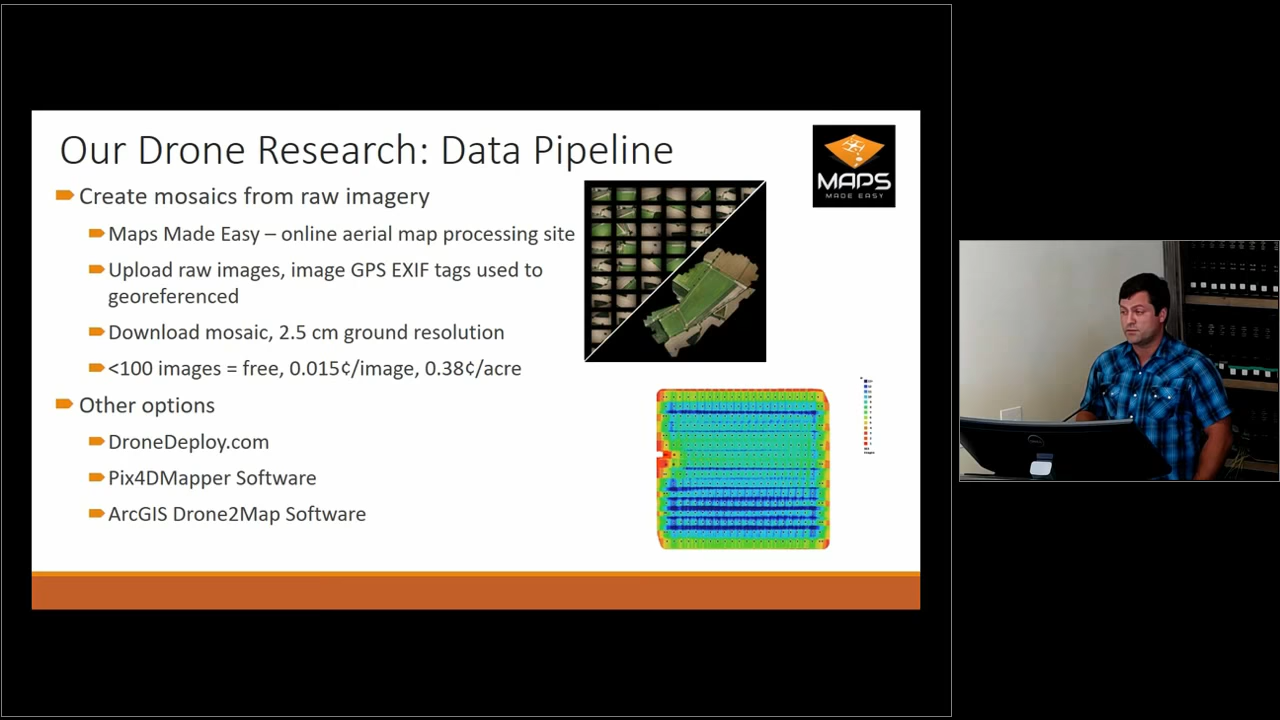 Our Drone Research: Data Pipeline
Create mosaics from raw imagery
Maps Made Easy – online aerial map processing site
Upload raw images, image GPS EXIF tags used to
georeferenced
Download mosaic, 2.5 cm ground resolution
<100 images = free, 0.015¢/image, 0.38¢/acre
Other options
DroneDeploy.com
Pix4DMapper Software
ArcGIS Drone2Map Software
MAPS
MADE EASY